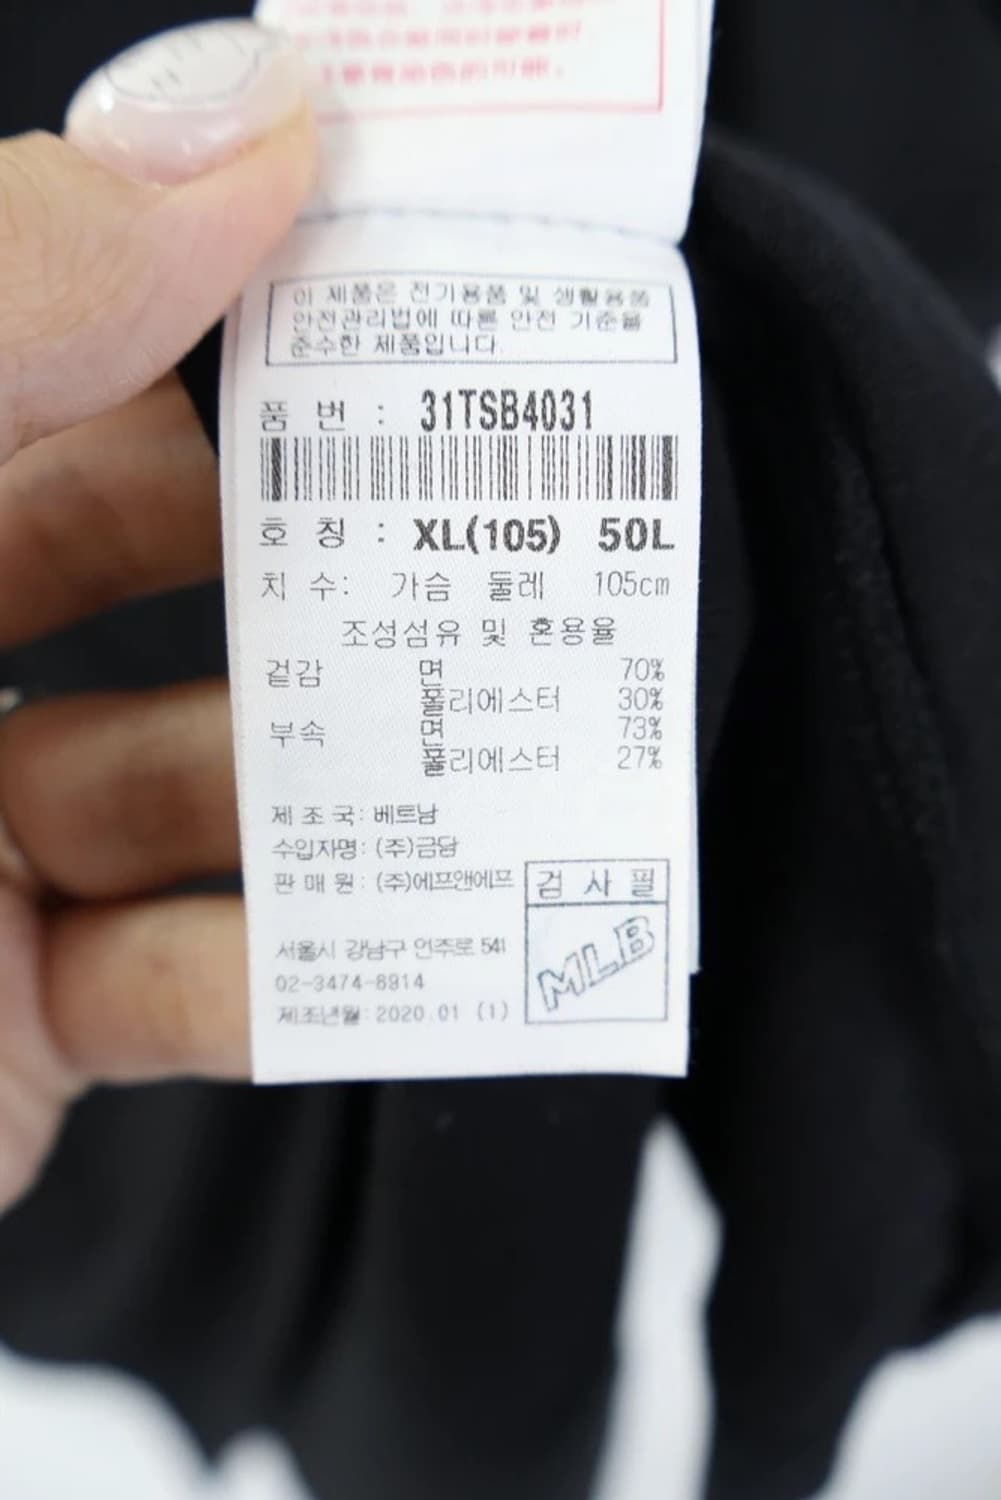 이 제품은 전기용품 및 생활용품
안전관리법에 따른 안전 기준을
준수한 제품입니다.
품 번 : 31TSB4031
호 칭 : XL(105) 50L
치 수: 가슴 둘레 105cm
조성섬유 및 혼용율
겉감 면 70%
폴리에스터 30%
부속 면 73%
폴리에스터 27%
제 조 국: 베트남
수입자명: (주)금담
판 매 원: (주)에프앤에프
검 사 필
MLB
서울시 강남구 언주로 541
02-3474-8914
제조년월: 2020.01 (1)